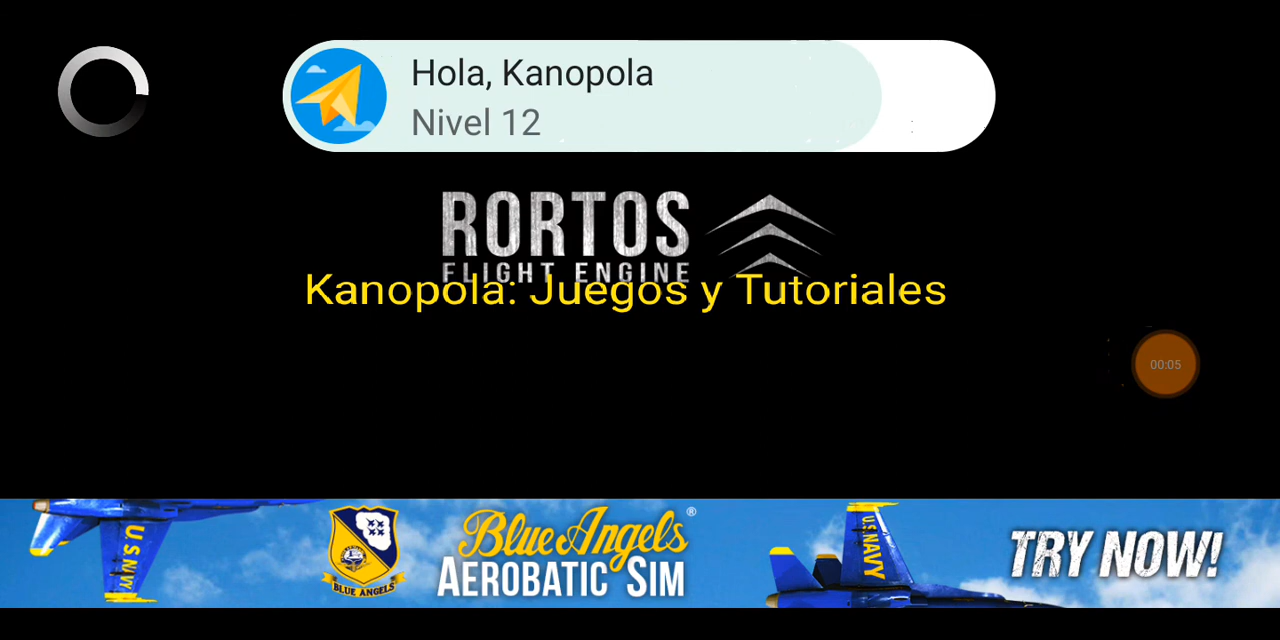 Hola, Kanopola
Nivel 12
RORTOS
FLIGHT ENGINE
Kanopola: Juegos y Tutoriales
00:05
U.S.NAVY
BLUE ANGELS
Blue Angels®
AEROBATIC SIM
U.S.NAVY
TRY NOW!